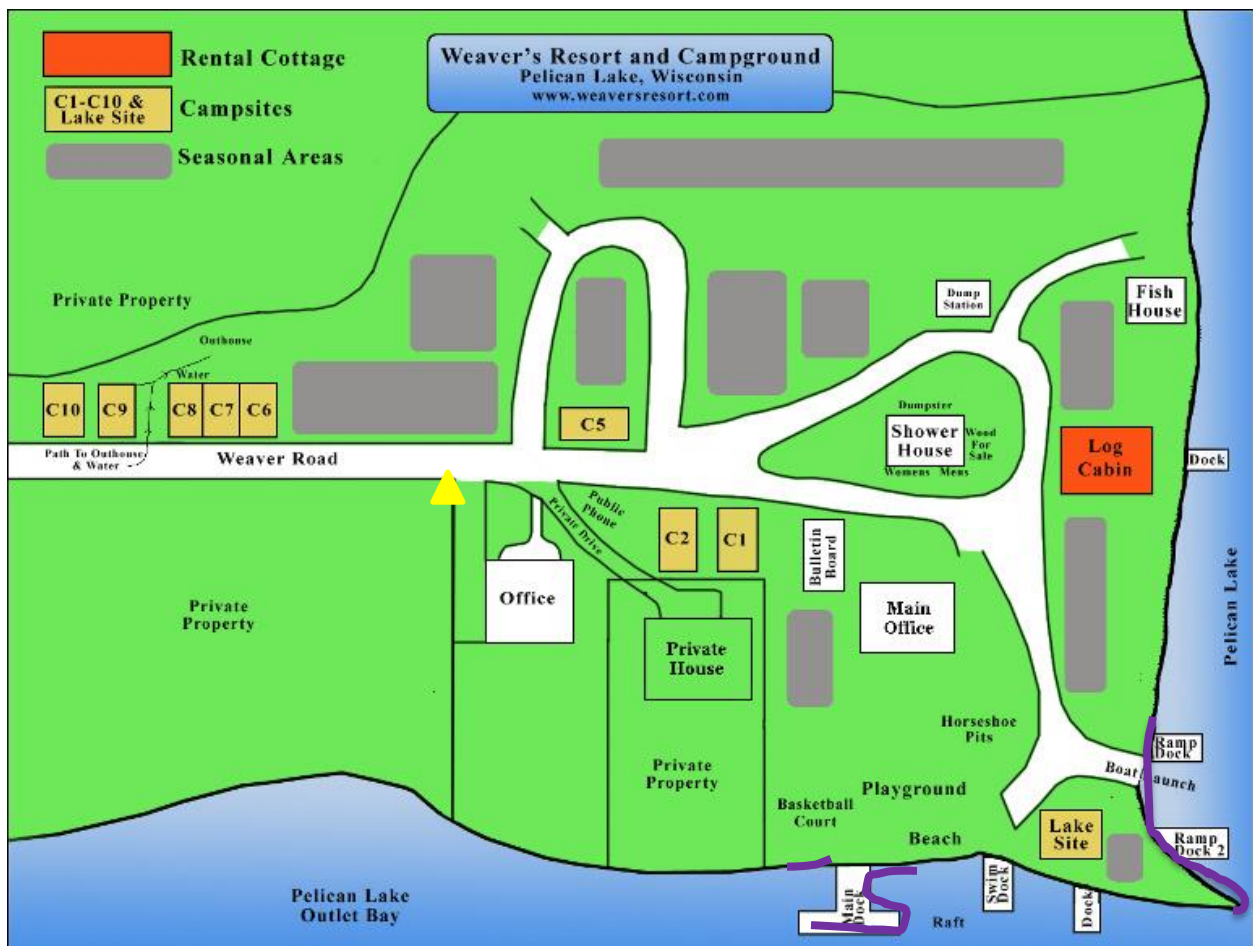 Weaver's Resort and Campground
Pelican Lake, Wisconsin
www.weaversresort.com
Rental Cottage
C1-C10 &
Lake Site
Campsites
Seasonal Areas
Private Property
Outhouse
Water
C10
C9
C8
C7
C6
Path To Outhouse
& Water
Weaver Road
C5
Dump
Station
Fish
House
Dumpster
Shower
House
Wood
For
Sale
Womens Mens
Log
Cabin
Dock
Public
Phone
Private Drive
C2
C1
Bulletin
Board
Office
Main
Office
Private
House
Private
Property
Pelican Lake
Horseshoe
Pits
Private
Property
Ramp
Dock
Boat Launch
Playground
Basketball
Court
Beach
Lake
Site
Ramp
Dock 2
Main
Dock
Swim
Dock
Dock
Raft
Pelican Lake
Outlet Bay